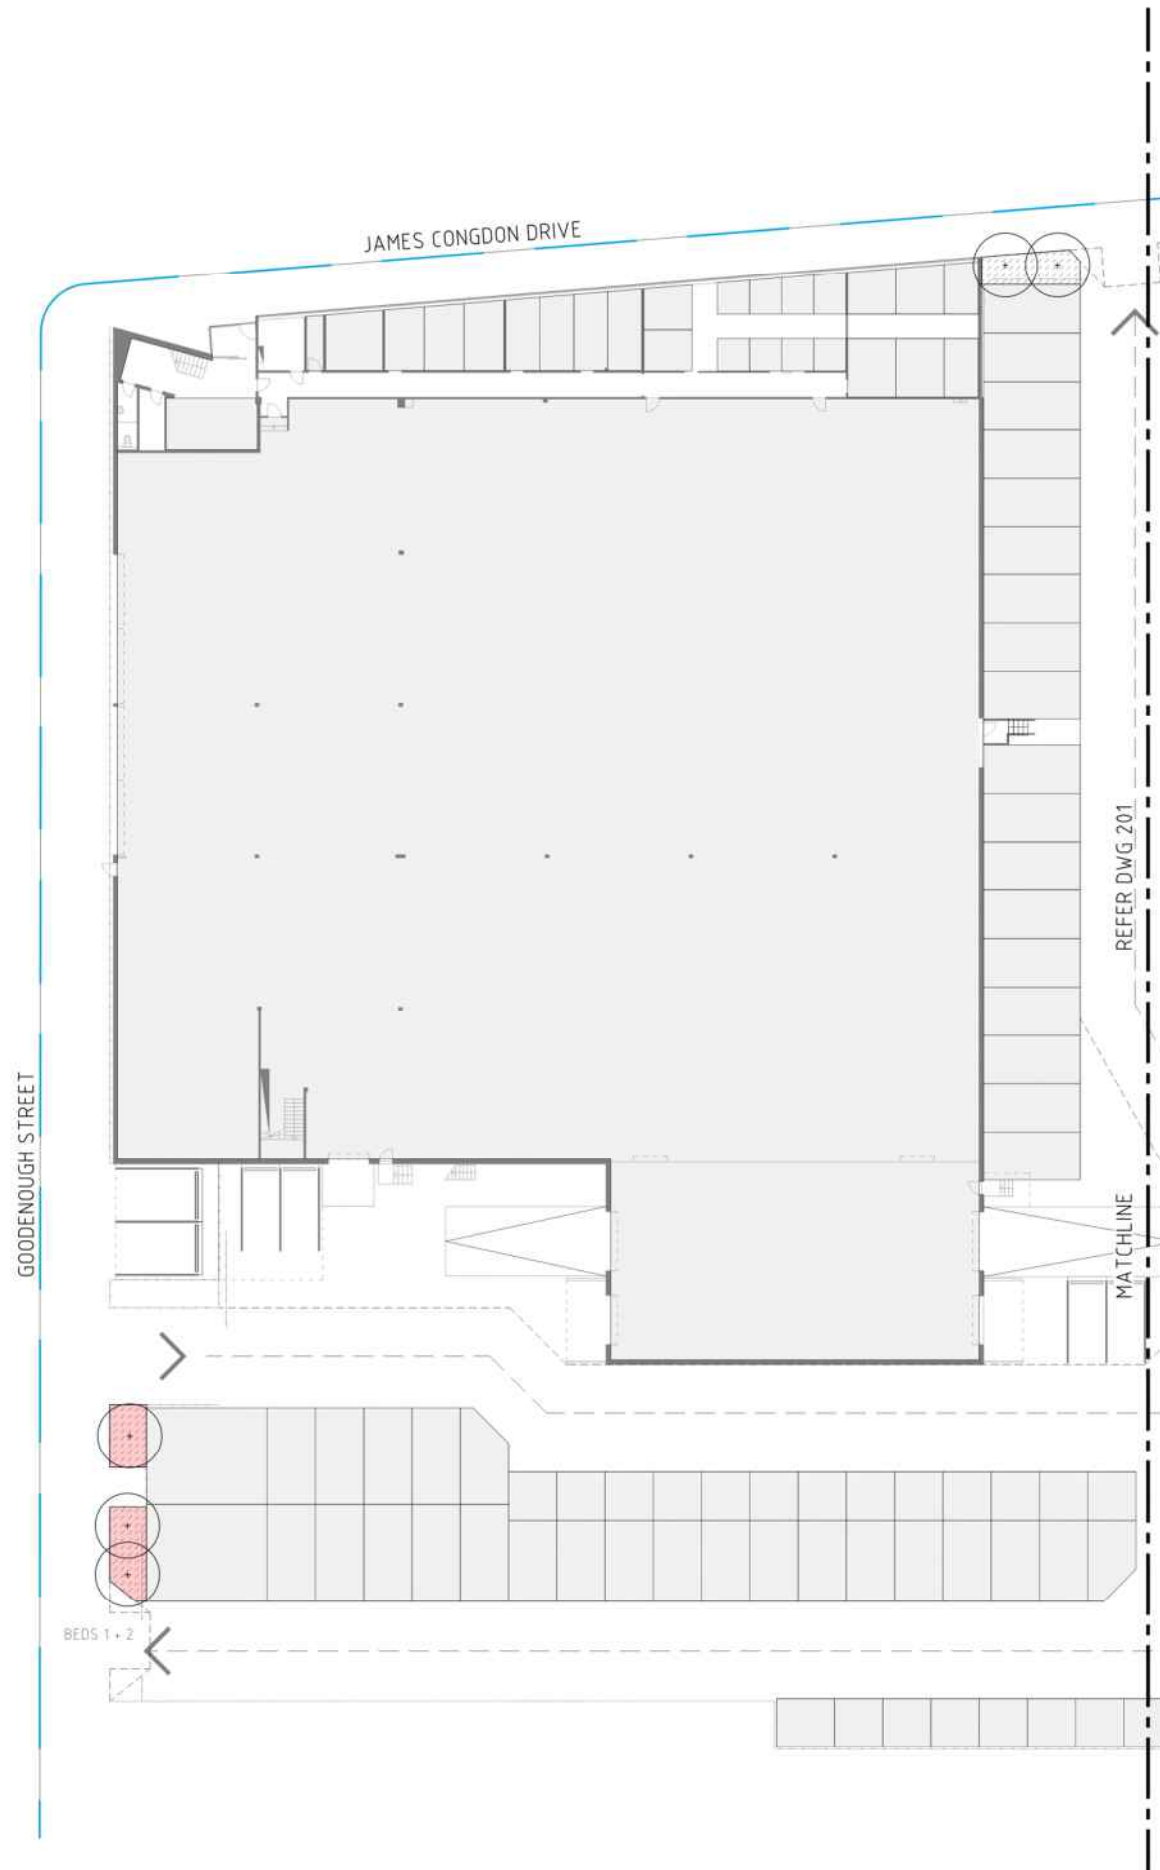 JAMES CONGDON DRIVE
REFER DWG 201
GOODENOUGH STREET
MATCHLINE
BEDS 1 + 2